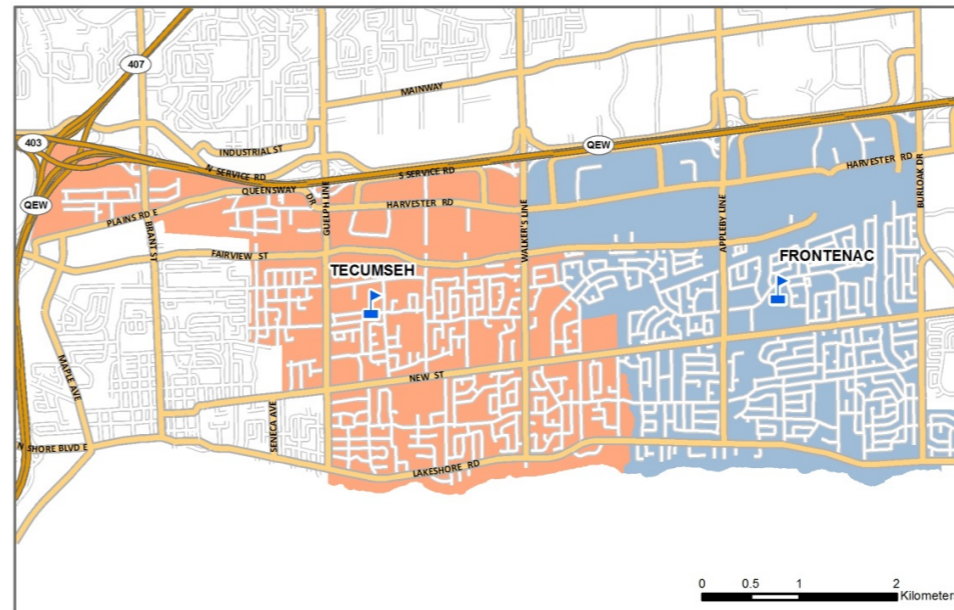 407
MAINWAY
403
INDUSTRIAL ST
QEW
N SERVICE RD
S SERVICE RD
HARVESTER RD
QUEENSWAY DR
GUELPH LINE
HARVESTER RD
BURLOAK DR
QEW
PLAINS RD E
BRANT ST
WALKER'S LINE
APPLEBY LINE
FAIRVIEW ST
TECUMSEH
FRONTENAC
MAPLE AVE
NEW ST
SENECA AVE
N SHORE BLVD E
LAKESHORE RD
0 0.5 1 2
Kilometers